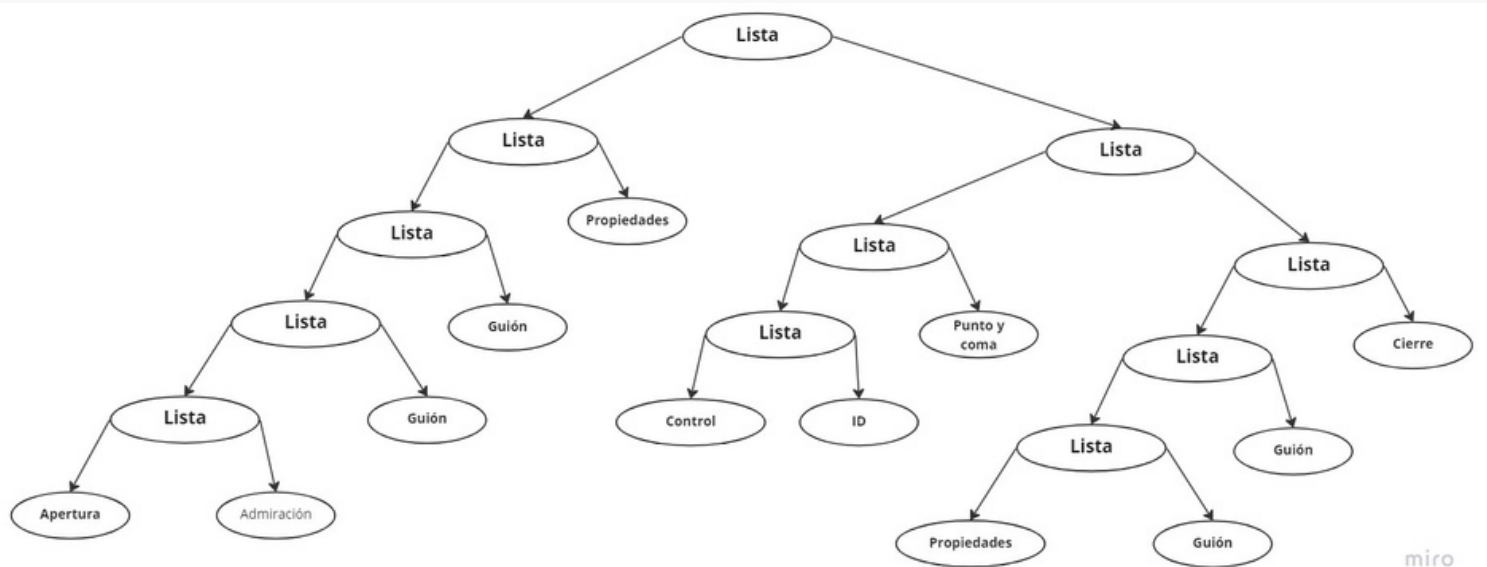 Lista
Lista
Lista
Propiedades
Lista
Lista
Lista
Lista
Guión
Lista
Lista
Punto y
coma
Cierre
Lista
Lista
Guión
Control
ID
Lista
Guión
Apertura
Admiración
Propiedades
Guión
miro